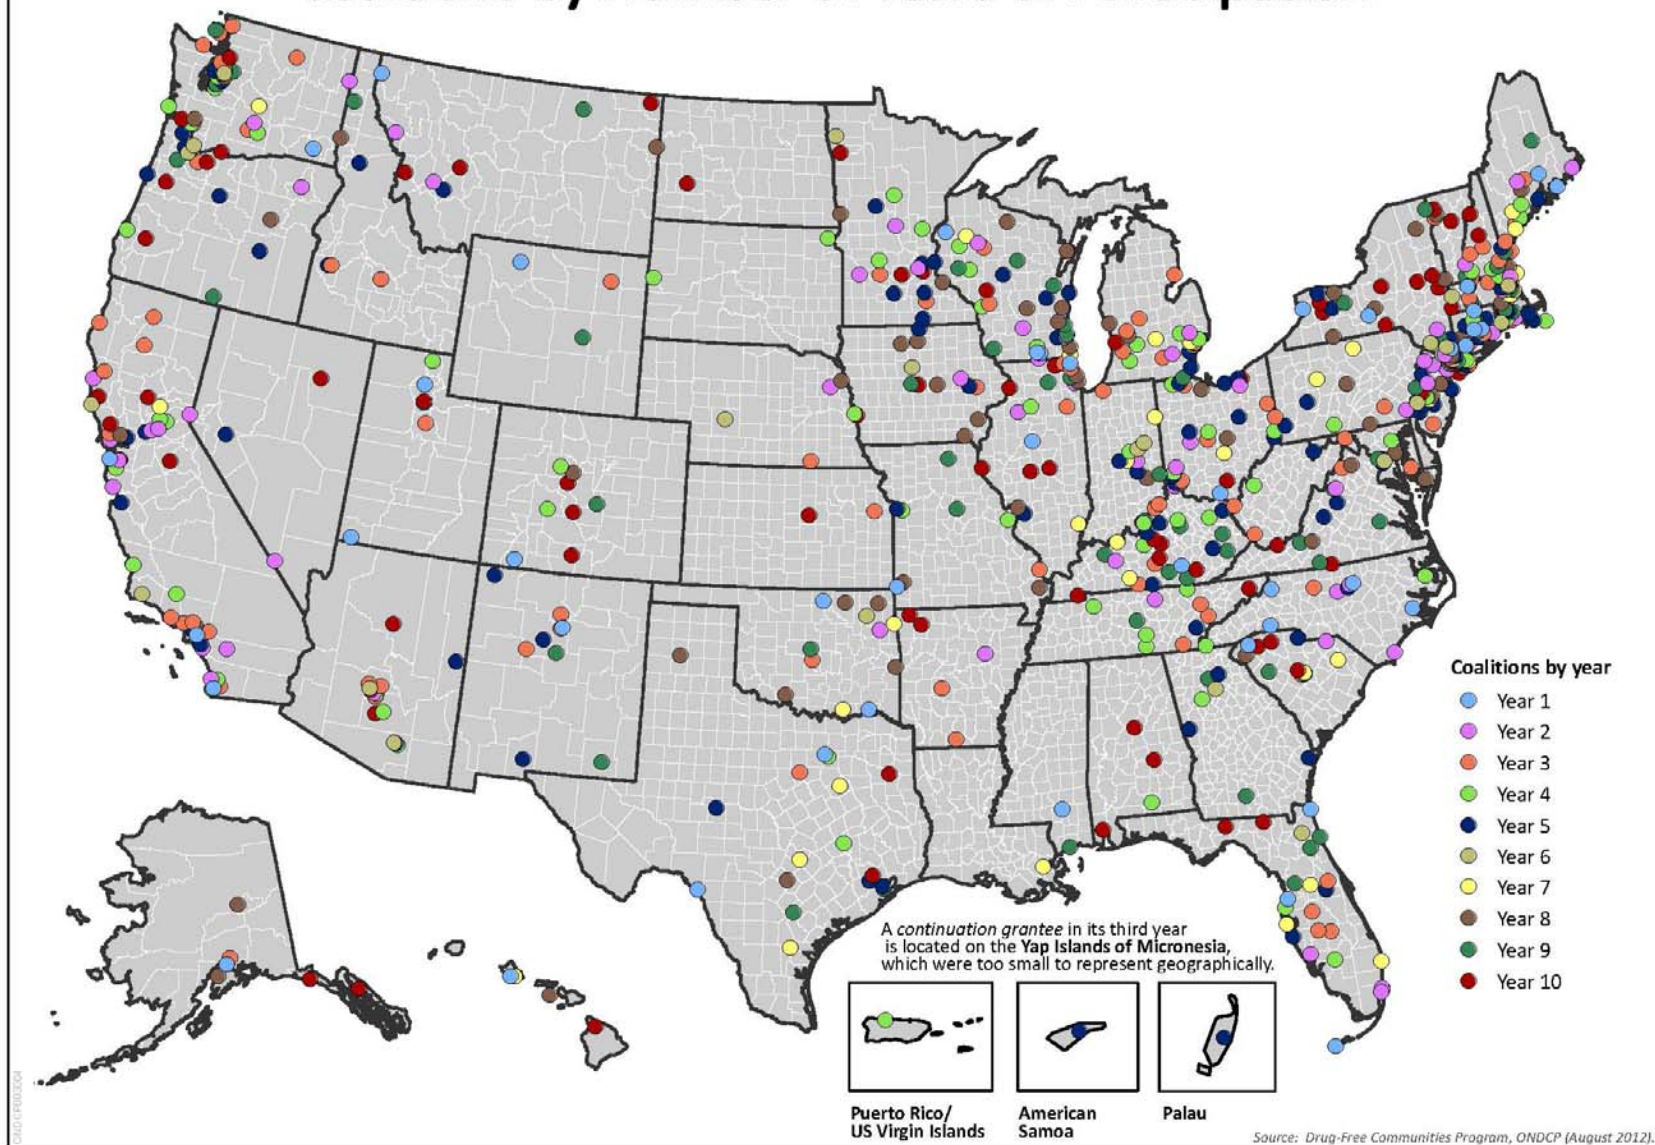 Coalitions by year
Year 1
Year 2
Year 3
Year 4
Year 5
Year 6
Year 7
Year 8
Year 9
Year 10
A continuation grantee in its third year
is located on the Yap Islands of Micronesia,
which were too small to represent geographically.
Puerto Rico/
US Virgin Islands
American
Samoa
Palau
Source: Drug-Free Communities Program, ONDCP (August 2012).